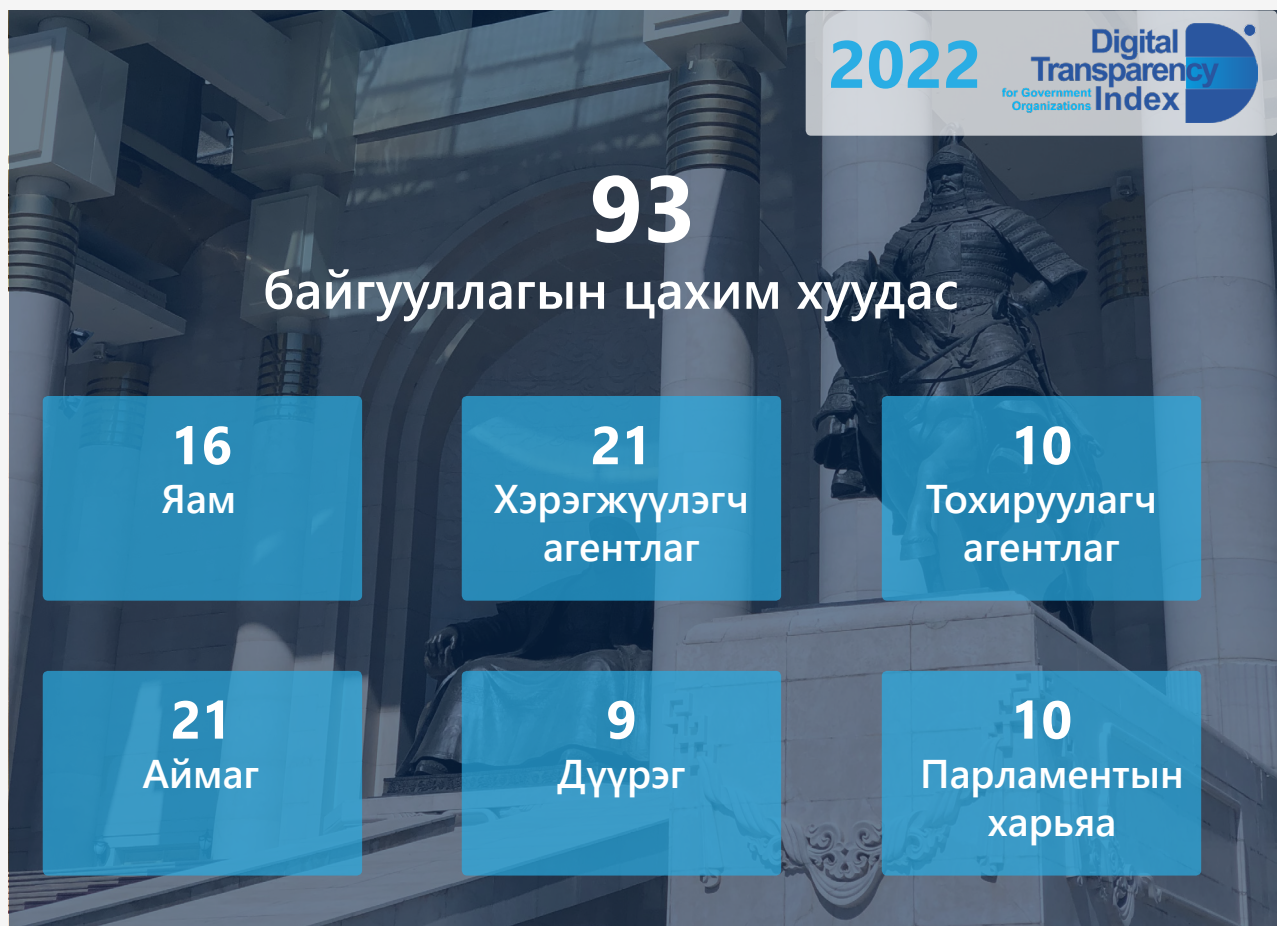 2022
Digital
Transparency
for Government
Organizations
Index
93
байгууллагын цахим хуудас
16
Яам
21
Хэрэгжүүлэгч
агентлаг
10
Тохируулагч
агентлаг
21
Аймаг
9
Дүүрэг
10
Парламентын
харьяа